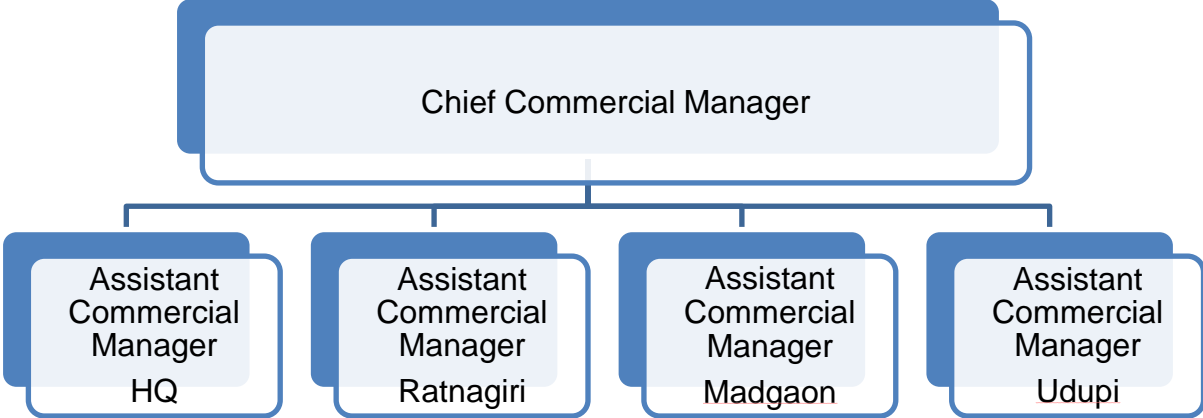 Chief Commercial Manager
Assistant
Commercial
Manager
HQ
Assistant
Commercial
Manager
Ratnagiri
Assistant
Commercial
Manager
Madgaon
Assistant
Commercial
Manager
Udupi